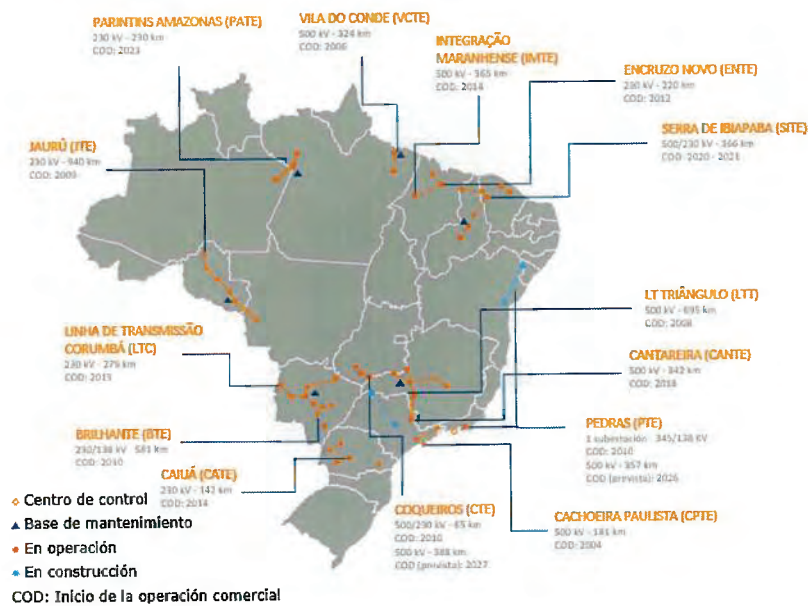 PARINTINS AMAZONAS (PATE)
230 kV - 230 km
COD: 2023
VILA DO CONDE (VCTE)
500 kV - 324 km
COD: 2006
INTEGRAÇÃO
MARANHENSE (IMTE)
500 kV - 365 km
COD: 2014
ENCRUZO NOVO (ENTE)
230 kV - 220 km
COD: 2012
SERRA DE IBIAPABA (SITE)
500/230 kV - 366 km
COD: 2020 - 2021
JAURÚ (JTE)
230 kV - 940 km
COD: 2009
LT TRIÂNGULO (LTT)
500 kV - 695 km
COD: 2008
LINHA DE TRANSMISSÃO
CORUMBÁ (LTC)
230 kV - 279 km
COD: 2013
CANTAREIRA (CANTE)
500 kV - 342 km
COD: 2018
PEDRAS (PTE)
1 subestación - 345/138 KV
COD: 2010
500 kV - 357 km
COD (prevista): 2026
BRILHANTE (BTE)
230/138 kV - 581 km
COD: 2010
CAIUÁ (CATE)
230 kV - 142 km
COD: 2014
COQUEIROS (CTE)
500/230 kV - 65 km
COD: 2010
500 kV - 388 km
COD (prevista): 2027
CACHOEIRA PAULISTA (CPTE)
500 kV - 181 km
COD: 2004
Centro de control
Base de mantenimiento
En operación
En construcción
COD: Inicio de la operación comercial